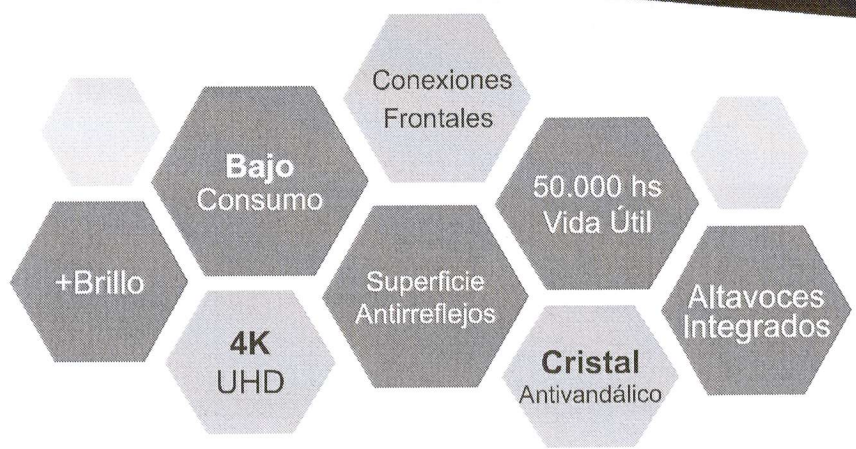 Conexiones
Frontales
Bajo
Consumo
50.000 hs
Vida Útil
+Brillo
Superficie
Antirreflejos
Altavoces
Integrados
4K
UHD
Cristal
Antivandálico